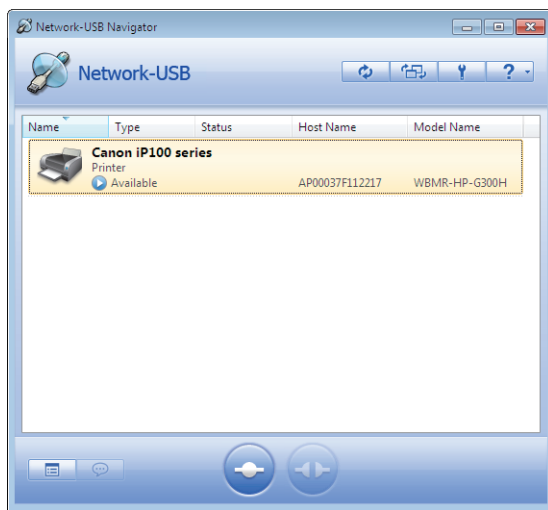 Network-USB Navigator
Network-USB
?
Name Type Status Host Name Model Name
Canon iP100 series
Printer
Available AP00037F112217 WBMR-HP-G300H